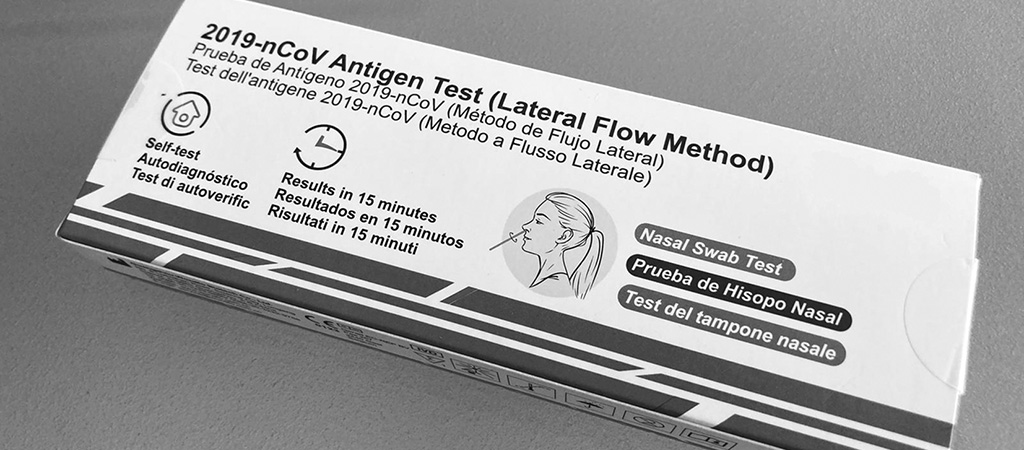 2019-nCoV Antigen Test (Lateral Flow Method)
Prueba de Antígeno 2019-nCoV (Método de Flujo Lateral)
Test dell'antigene 2019-nCoV (Metodo a Flusso Laterale)
Self-test
Autodiagnóstico
Test di autoverific
Results in 15 minutes
Resultados en 15 minutos
Risultati in 15 minuti
Nasal Swab Test
Prueba de Hisopo Nasal
Test del tampone nasale
CE